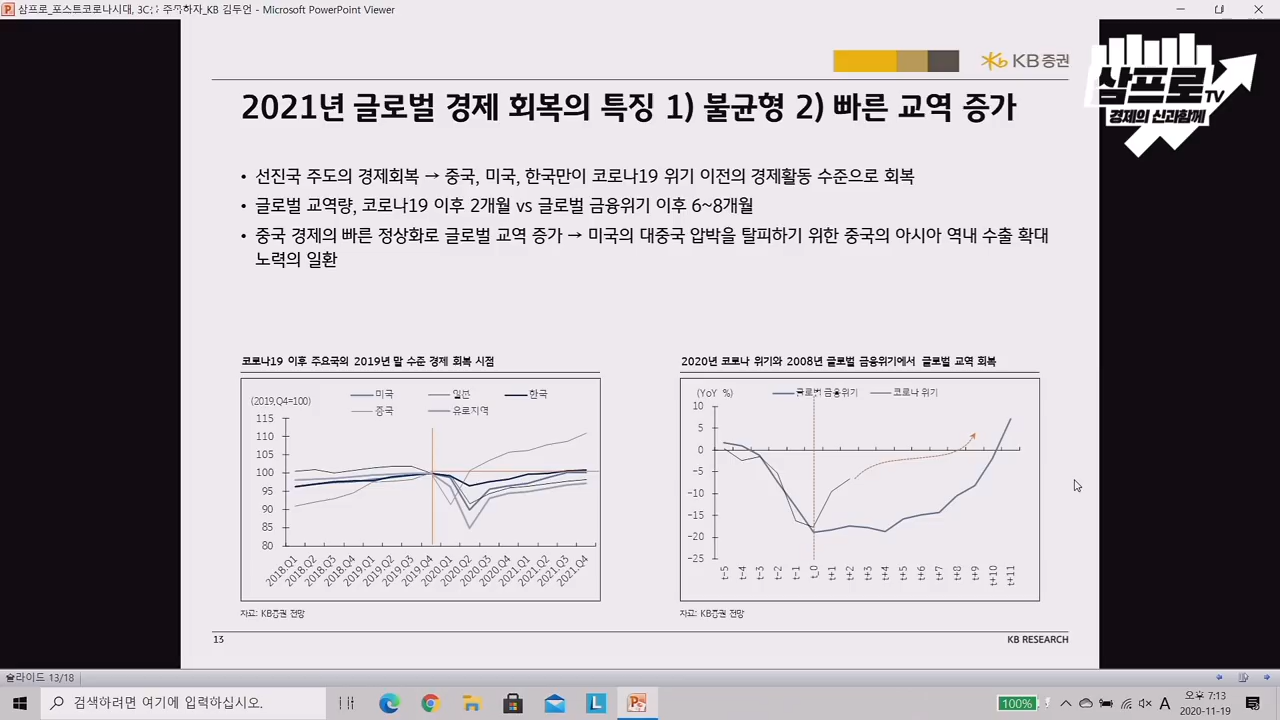 삼프로_포스트코로나시대, 3C에 주목하자_KB 김두언 - Microsoft PowerPoint Viewer
KB증권
삼프로TV
경제의 신과함께
2021년 글로벌 경제 회복의 특징 1) 불균형 2) 빠른 교역 증가
• 선진국 주도의 경제회복 → 중국, 미국, 한국만이 코로나19 위기 이전의 경제활동 수준으로 회복
• 글로벌 교역량, 코로나19 이후 2개월 vs 글로벌 금융위기 이후 6~8개월
• 중국 경제의 빠른 정상화로 글로벌 교역 증가 → 미국의 대중국 압박을 탈피하기 위한 중국의 아시아 역내 수출 확대
노력의 일환
코로나19 이후 주요국의 2019년 말 수준 경제 회복 시점
(2019.Q4=100)
미국 일본 한국
중국 유로지역
115
110
105
100
95
90
85
80
2018.Q1 2018.Q2 2018.Q3 2018.Q4 2019.Q1 2019.Q2 2019.Q3 2019.Q4 2020.Q1 2020.Q2 2020.Q3 2020.Q4 2021.Q1 2021.Q2 2021.Q3 2021.Q4
자료: KB증권 전망
2020년 코로나 위기와 2008년 글로벌 금융위기에서 글로벌 교역 회복
(YoY %)
글로벌 금융위기 코로나 위기
10
5
0
-5
-10
-15
-20
-25
t-5 t-4 t-3 t-2 t-1 t,0 t+1 t+2 t+3 t+4 t+5 t+6 t+7 t+8 t+9 t+10 t+11
자료: KB증권 전망
13
KB RESEARCH
슬라이드 13/18
검색하려면 여기에 입력하십시오.
L
100%
A
오후 7:13
2020-11-19